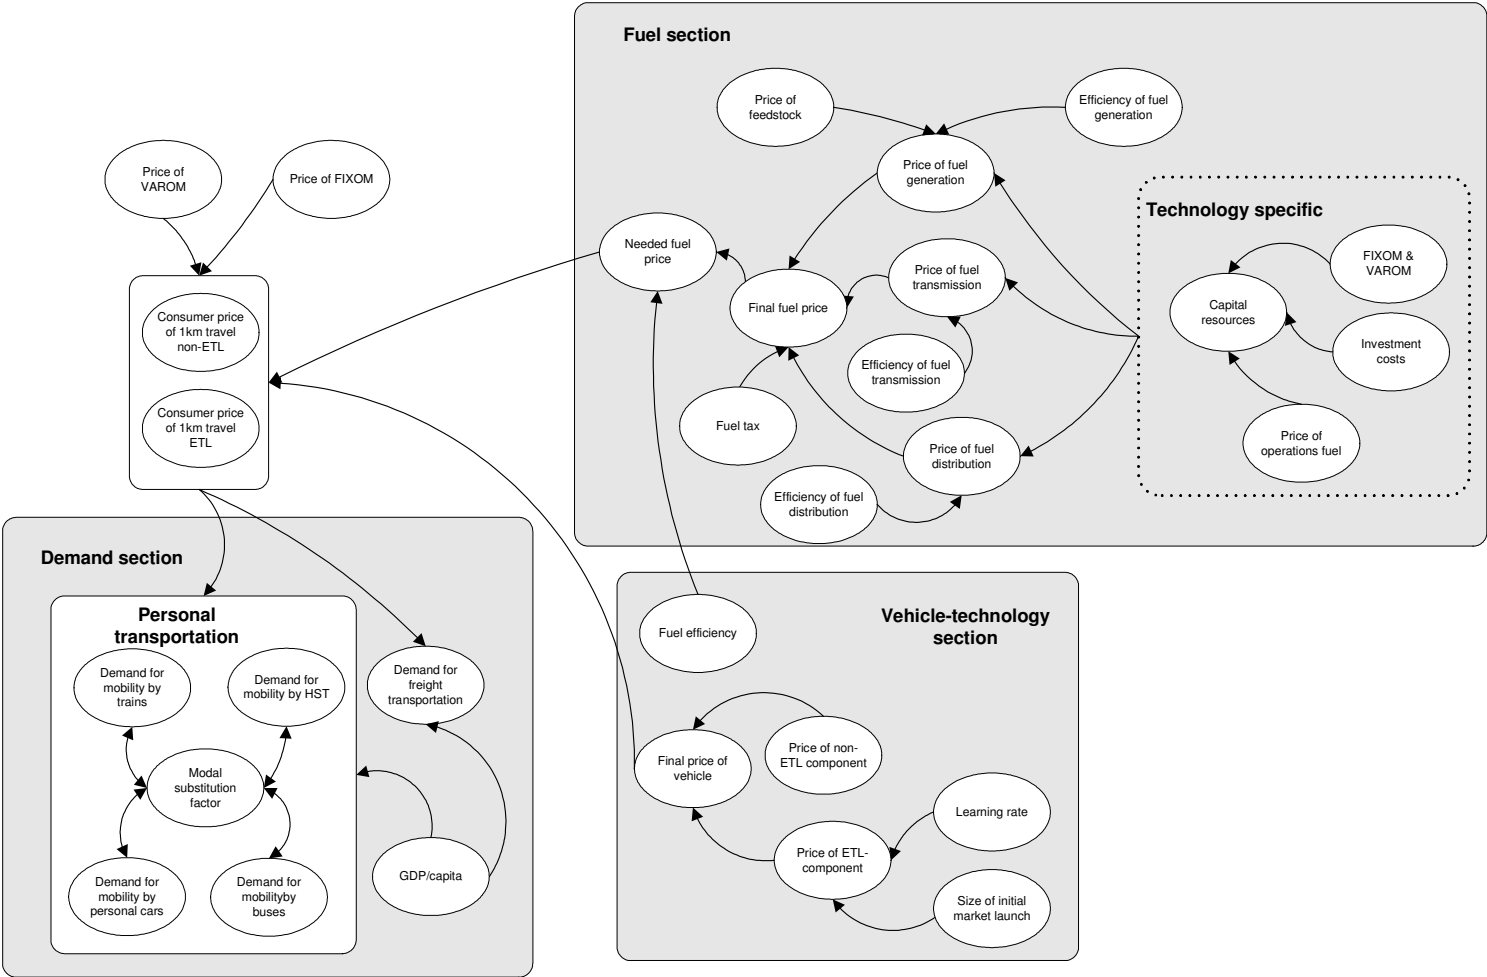 Fuel section
Price of
feedstock
Efficiency of fuel
generation
Price of fuel
generation
Price of
VAROM
Price of FIXOM
Technology specific
Needed fuel
price
Price of fuel
transmission
Final fuel price
FIXOM &
VAROM
Capital
resources
Investment
costs
Price of
operations fuel
Efficiency of fuel
transmission
Fuel tax
Price of fuel
distribution
Efficiency of fuel
distribution
Consumer price
of 1km travel
non-ETL
Consumer price
of 1km travel
ETL
Demand section
Personal
transportation
Demand for
mobility by
trains
Demand for
mobility by HST
Demand for
freight
transportation
Modal
substitution
factor
Demand for
mobility by
personal cars
Demand for
mobilityby
buses
GDP/capita
Vehicle-technology
section
Fuel efficiency
Final price of
vehicle
Price of non-
ETL component
Learning rate
Price of ETL-
component
Size of initial
market launch